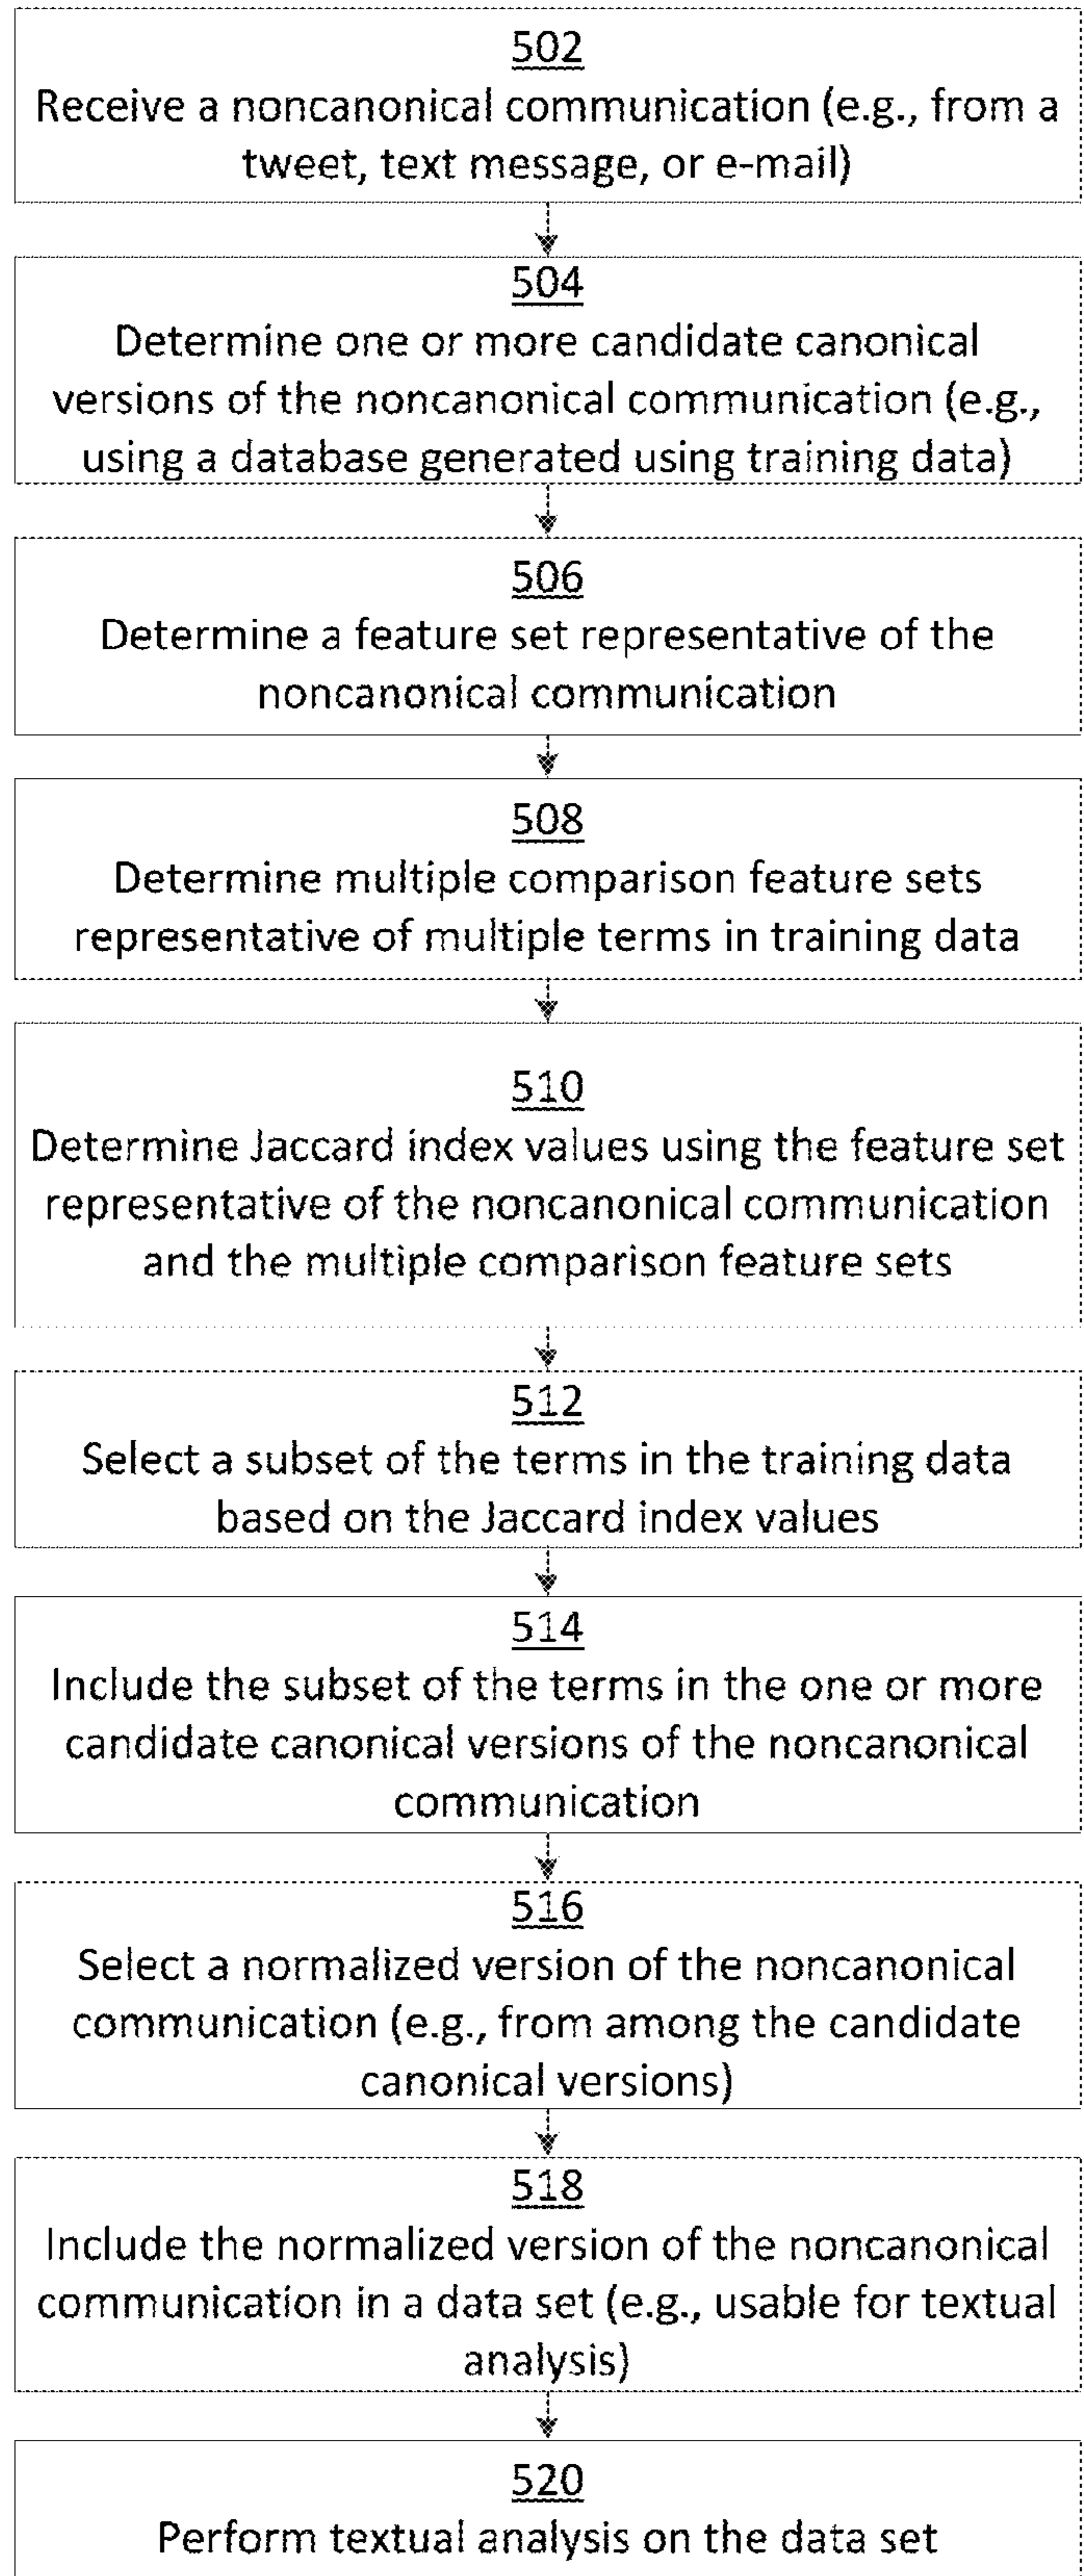 502
Receive a noncanonical communication (e.g., from a
tweet, text message, or e-mail)
504
Determine one or more candidate canonical
versions of the noncanonical communication (e.g.,
using a database generated using training data)
506
Determine a feature set representative of the
noncanonical communication
508
Determine multiple comparison feature sets
representative of multiple terms in training data
510
Determine Jaccard index values using the feature set
representative of the noncanonical communication
and the multiple comparison feature sets
512
Select a subset of the terms in the training data
based on the Jaccard index values
514
Include the subset of the terms in the one or more
candidate canonical versions of the noncanonical
communication
516
Select a normalized version of the noncanonical
communication (e.g., from among the candidate
canonical versions)
518
Include the normalized version of the noncanonical
communication in a data set (e.g., usable for textual
analysis)
520
Perform textual analysis on the data set